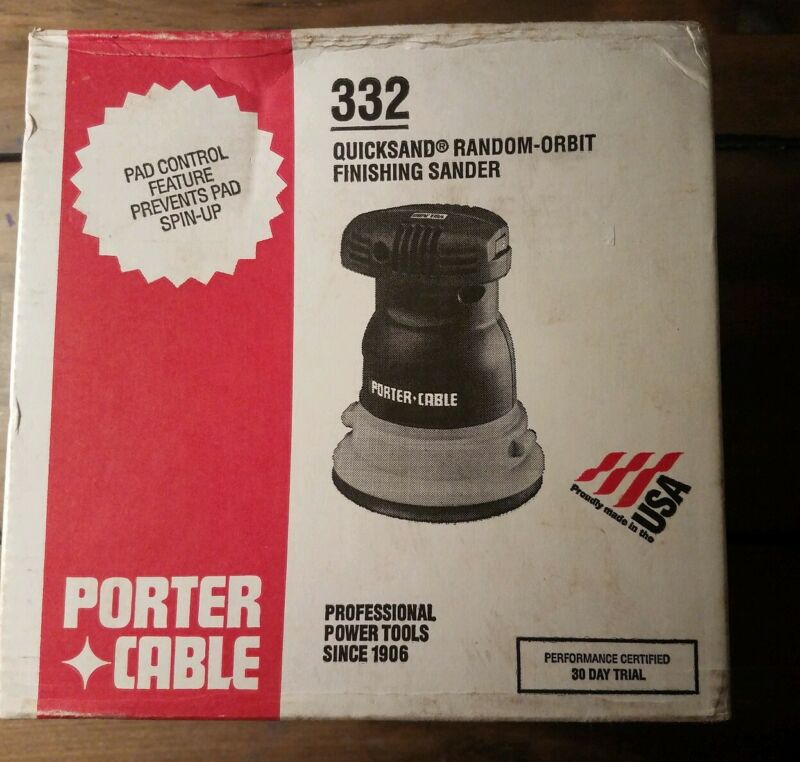 PAD CONTROL
FEATURE
PREVENTS PAD
SPIN-UP
332
QUICKSAND® RANDOM-ORBIT
FINISHING SANDER
PORTER·CABLE
Proudly made in the
USA
PORTER
CABLE
PROFESSIONAL
POWER TOOLS
SINCE 1906
PERFORMANCE CERTIFIED
30 DAY TRIAL